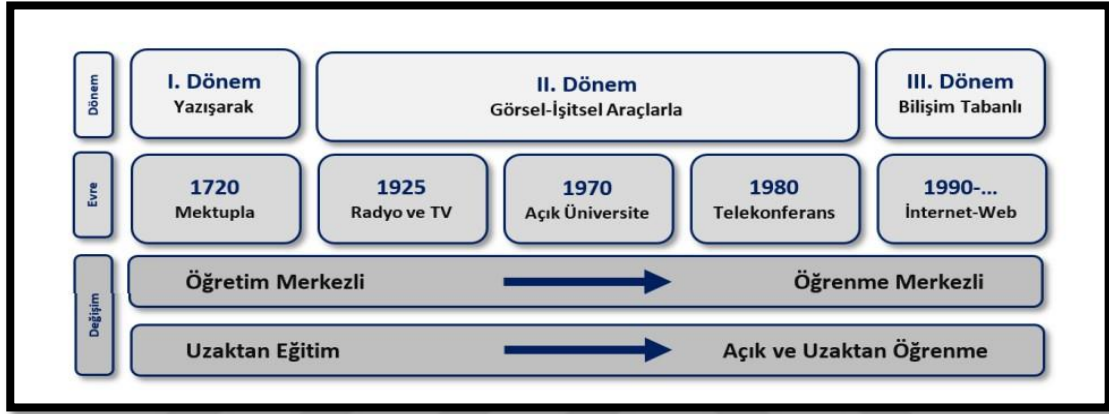 Dönem
I. Dönem
Yazışarak
II. Dönem
Görsel-İşitsel Araçlarla
III. Dönem
Bilişim Tabanlı
Evre
1720
Mektupla
1925
Radyo ve TV
1970
Açık Üniversite
1980
Telekonferans
1990-...
İnternet-Web
Değişim
Öğretim Merkezli
Öğrenme Merkezli
Uzaktan Eğitim
Açık ve Uzaktan Öğrenme